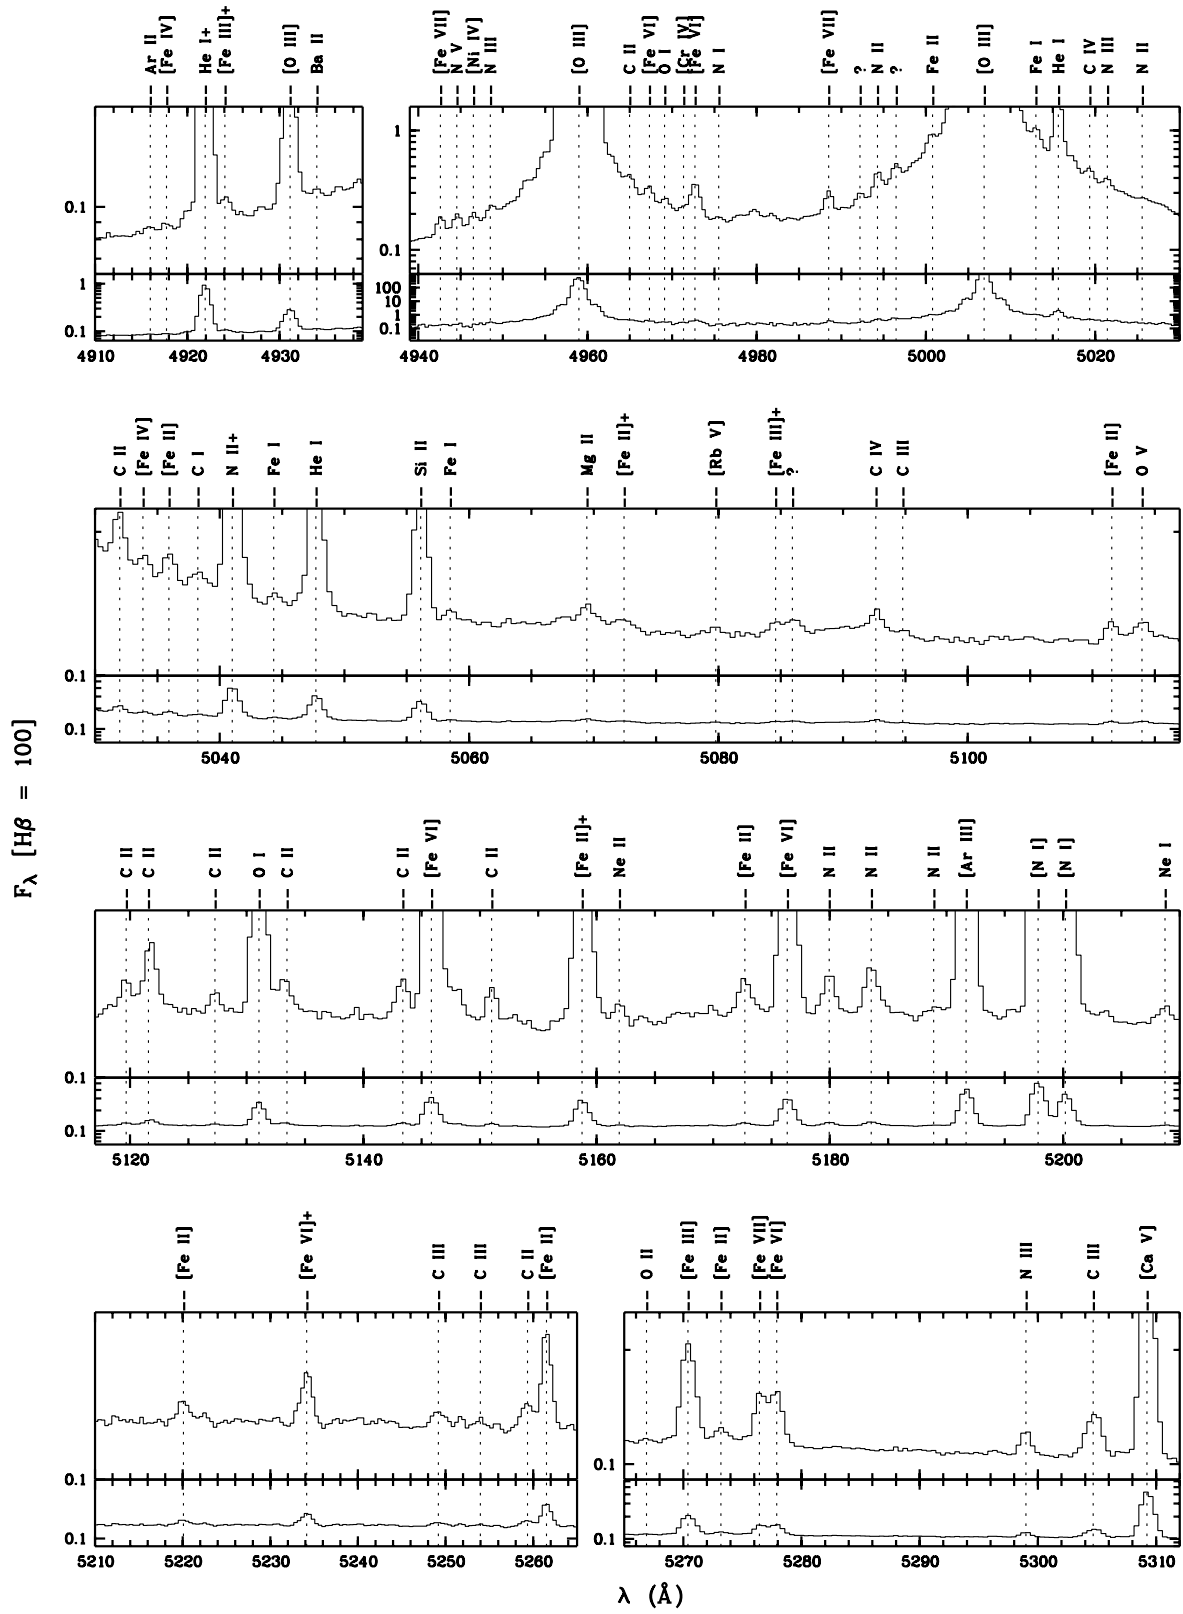 Ar II
[Fe IV]
He I+
[Fe III]+
[O III]
Ba II
[Fe VII]
N V
[Ni IV]
N III
[O III]
C II
[Fe VI]
O I
[Fe VI]
N I
[Fe VII]
?
N II
?
Fe II
[O III]
Fe I
He I
C IV
N III
N II
0.1
1
0.1
1
0.1
100
10
0.1
4910 4920 4930
4940 4960 4980 5000 5020
C II
[Fe IV]
[Fe II]
C I
N II+
Fe I
He I
Si II
Fe I
Mg II
[Fe II]+
[Rb V]
[Fe III]+
?
C IV
C III
[Fe II]
O V
0.1
0.1
5040 5060 5080 5100
Fλ [Hβ = 100]
C II
C II
C II
O I
C II
C II
[Fe VI]
C II
[Fe II]+
Ne II
[Fe II]
[Fe VI]
N II
N II
N II
[Ar III]
[N I]
[N I]
Ne I
0.1
0.1
5120 5140 5160 5180 5200
[Fe II]
[Fe VI]+
C III
C III
C II
[Fe II]
O II
[Fe III]
[Fe II]
[Fe VII]
[Fe VI]
N III
C III
[Ca V]
0.1
0.1
0.1
0.1
5210 5220 5230 5240 5250 5260
5270 5280 5290 5300 5310
λ (Å)